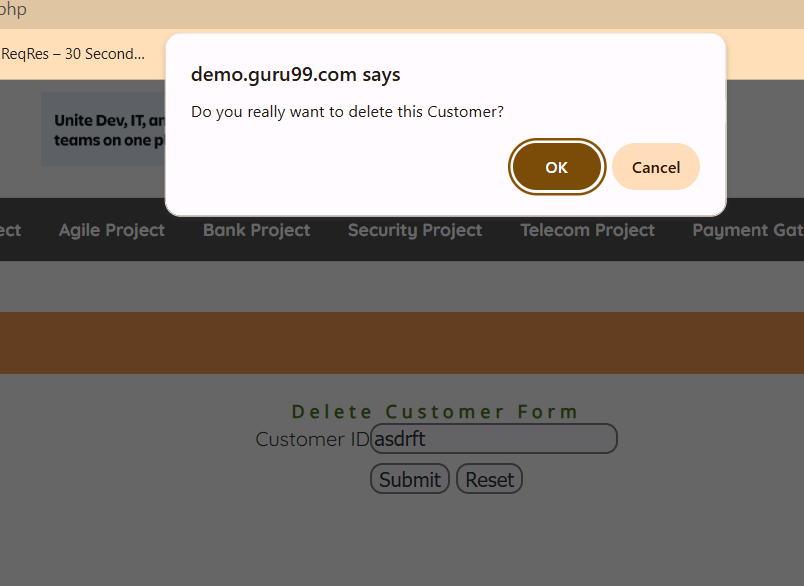 php
ReqRes – 30 Second...
demo.guru99.com says
Do you really want to delete this Customer?
OK
Cancel
Unite Dev, IT, an
teams on one pl
ect Agile Project Bank Project Security Project Telecom Project Payment Gat
Delete Customer Form
Customer ID asdrft
Submit Reset